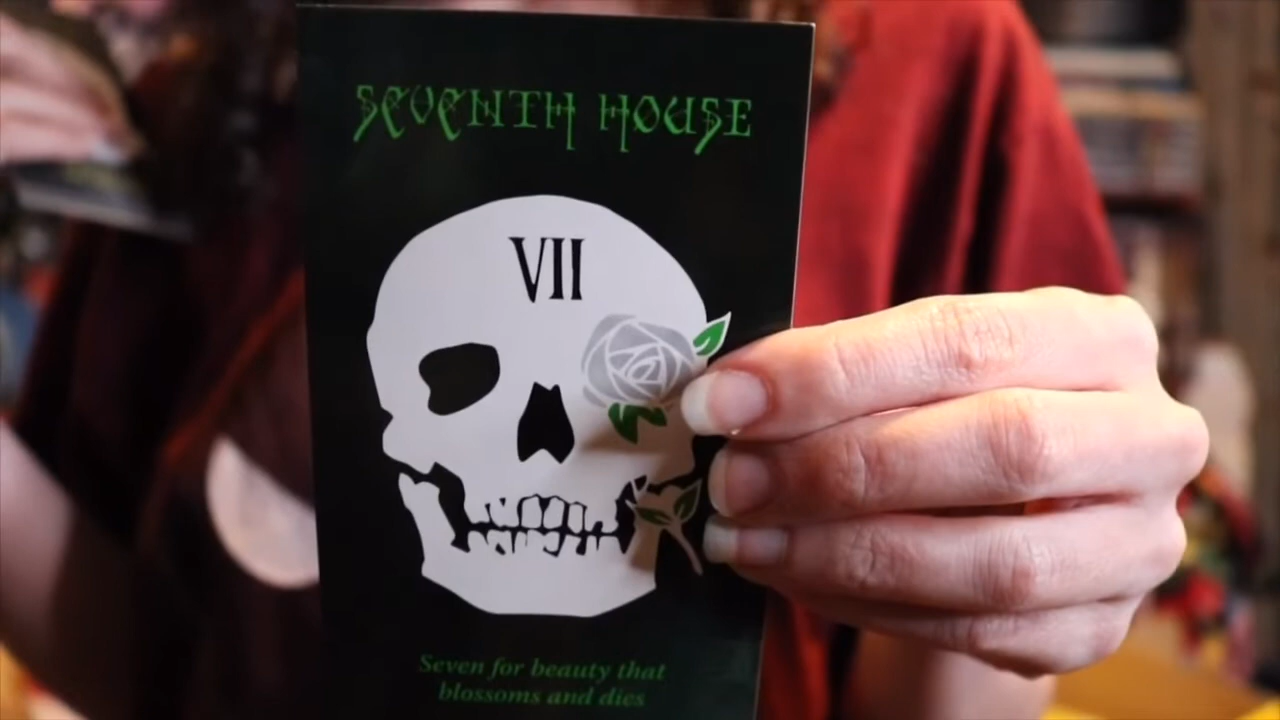 SEVENTH HOUSE
VII
Seven for beauty that
blossoms and dies